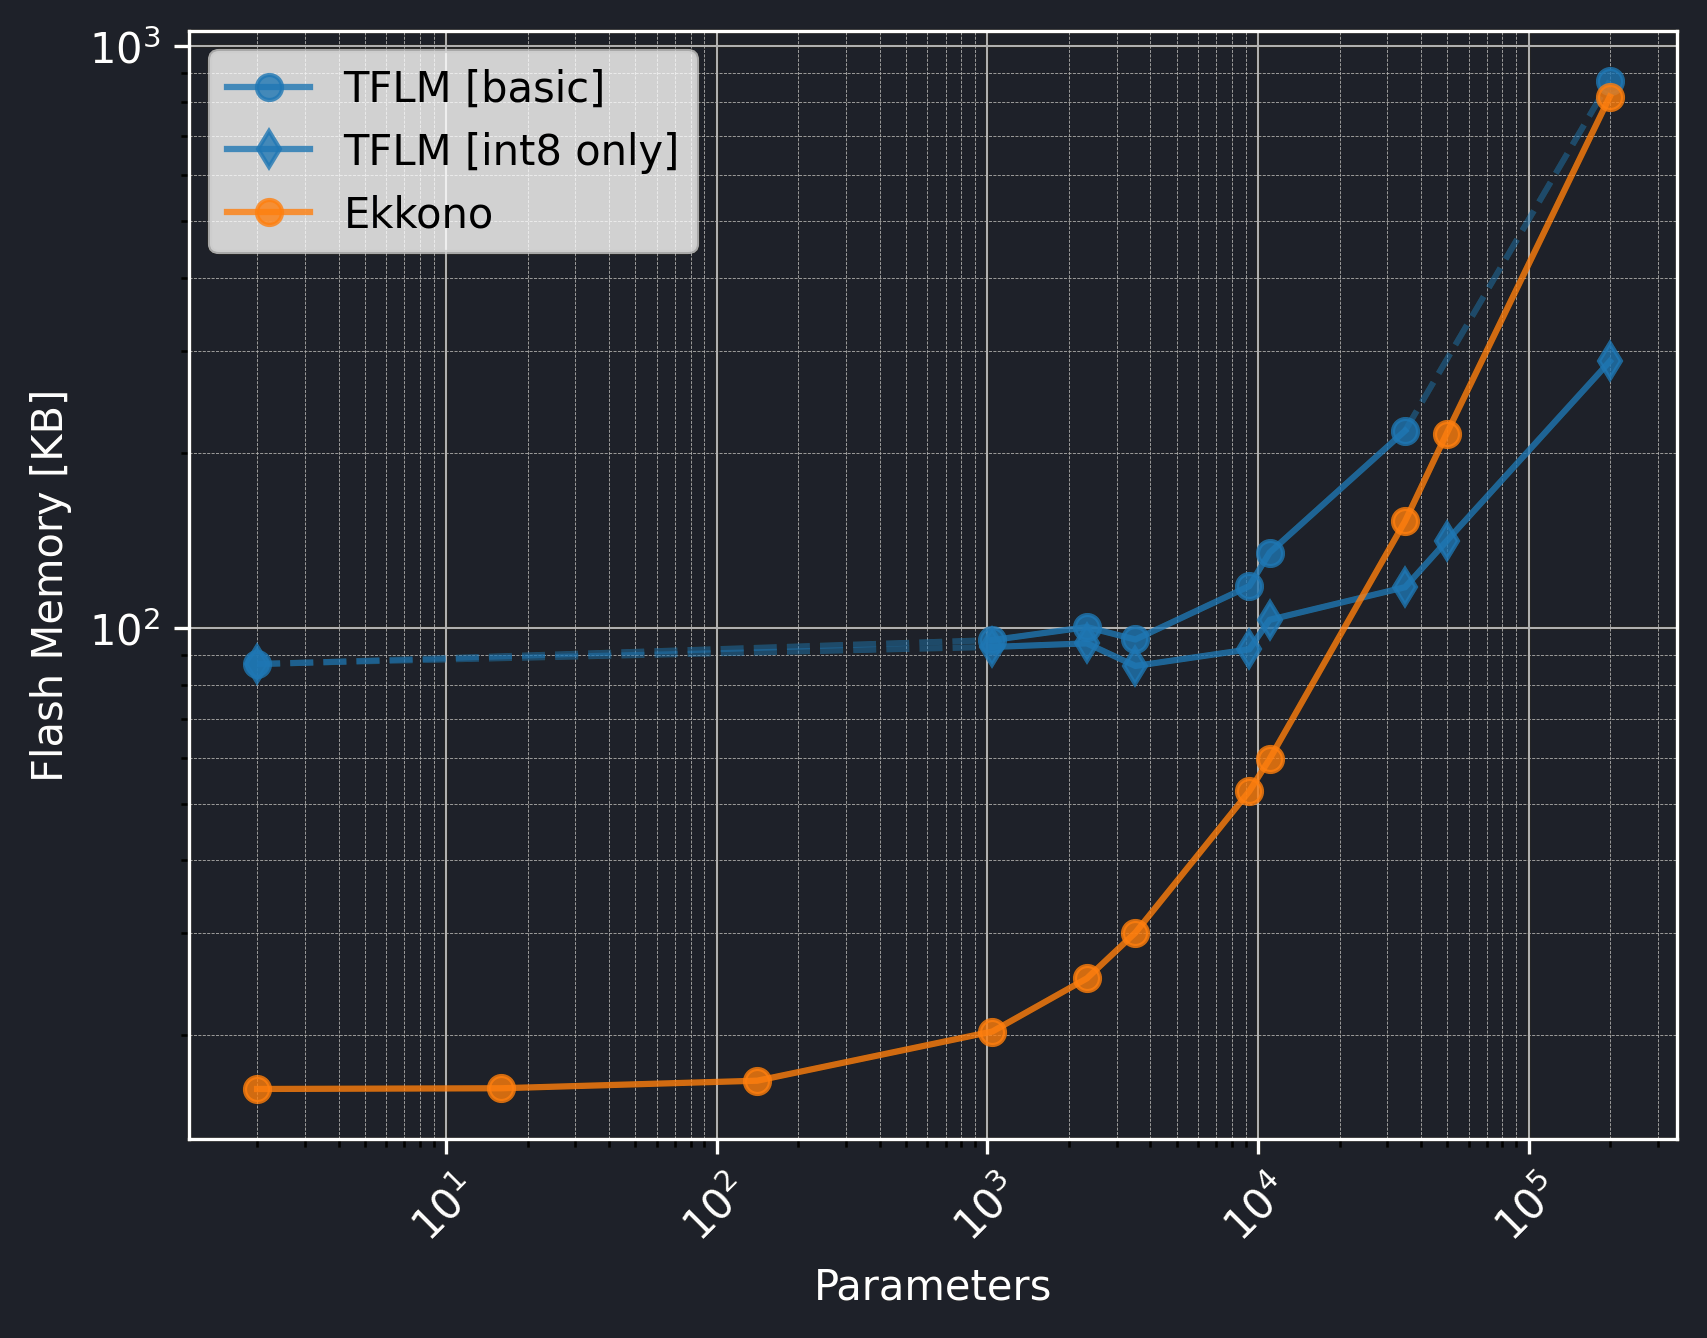 10³
TFLM [basic]
TFLM [int8 only]
Ekkono
Flash Memory [KB]
10²
10¹
10²
10³
10⁴
10⁵
Parameters